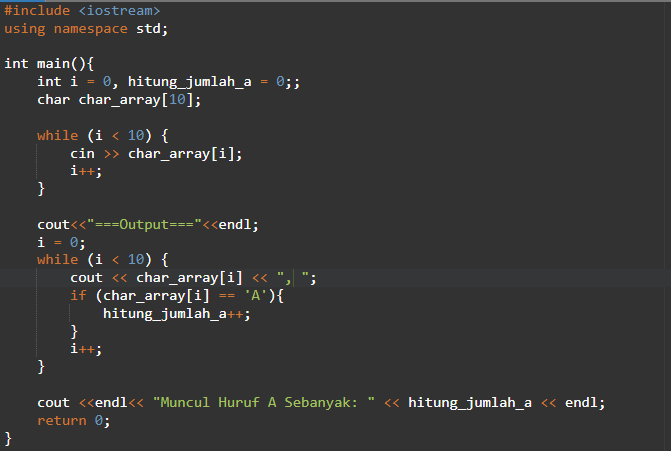 #include <iostream>
using namespace std;
int main(){
int i = 0, hitung_jumlah_a = 0;;
char char_array[10];
while (i < 10) {
cin >> char_array[i];
i++;
}
cout<<"===Output==="<<endl;
i = 0;
while (i < 10) {
cout << char_array[i] << ", ";
if (char_array[i] == 'A'){
hitung_jumlah_a++;
}
i++;
}
cout <<endl<< "Muncul Huruf A Sebanyak: " << hitung_jumlah_a << endl;
return 0;
}